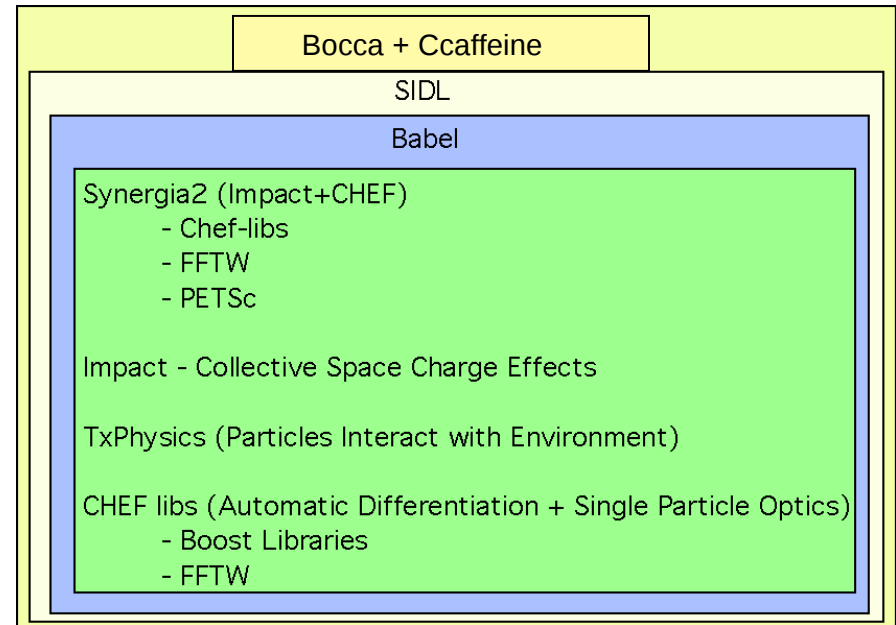 Bocca + Ccaffeine
SIDL
Babel
Synergia2 (Impact+CHEF)
- Chef-libs
- FFTW
- PETSc
Impact - Collective Space Charge Effects
TxPhysics (Particles Interact with Environment)
CHEF libs (Automatic Differentiation + Single Particle Optics)
- Boost Libraries
- FFTW